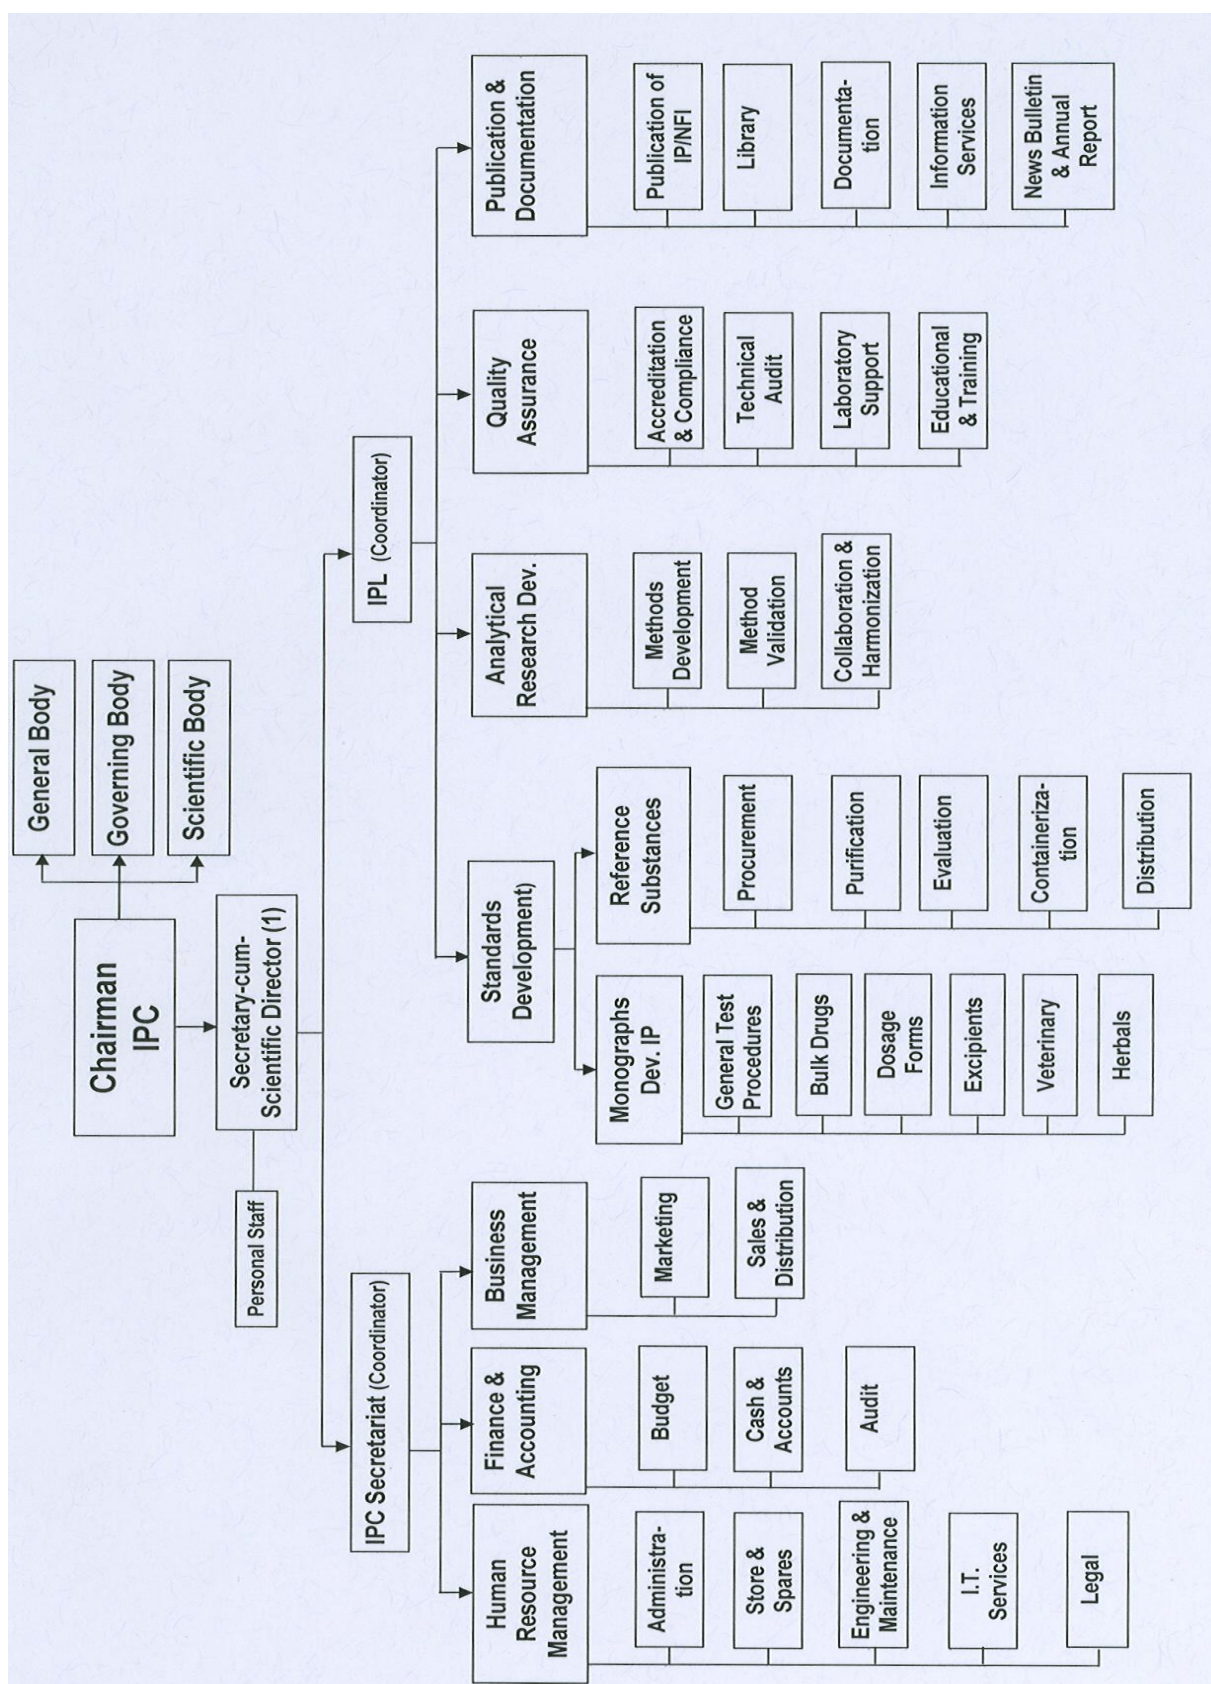 Chairman
IPC
General Body
Governing Body
Scientific Body
Secretary-cum-
Scientific Director (1)
Personal Staff
IPC Secretariat (Coordinator)
IPL (Coordinator)
Human
Resource
Management
Administra-
tion
Store &
Spares
Engineering &
Maintenance
I.T.
Services
Legal
Finance &
Accounting
Budget
Cash &
Accounts
Audit
Business
Management
Marketing
Sales &
Distribution
Standards
Development)
Monographs
Dev. IP
General Test
Procedures
Bulk Drugs
Dosage
Forms
Excipients
Veterinary
Herbals
Reference
Substances
Procurement
Purification
Evaluation
Containeriza-
tion
Distribution
Analytical
Research Dev.
Methods
Development
Method
Validation
Collaboration &
Harmonization
Quality
Assurance
Accreditation
& Compliance
Technical
Audit
Laboratory
Support
Educational
& Training
Publication &
Documentation
Publication of
IP/NFI
Library
Documenta-
tion
Information
Services
News Bulletin
& Annual
Report